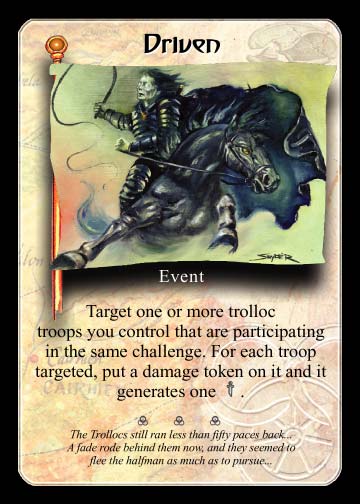 Driven
SNYDER
Event
Target one or more trolloc
troops you control that are participating
in the same challenge. For each troop
targeted, put a damage token on it and it
generates one .
The Trollocs still ran less than fifty paces back...
A fade rode behind them now, and they seemed to
flee the halfman as much as to pursue...